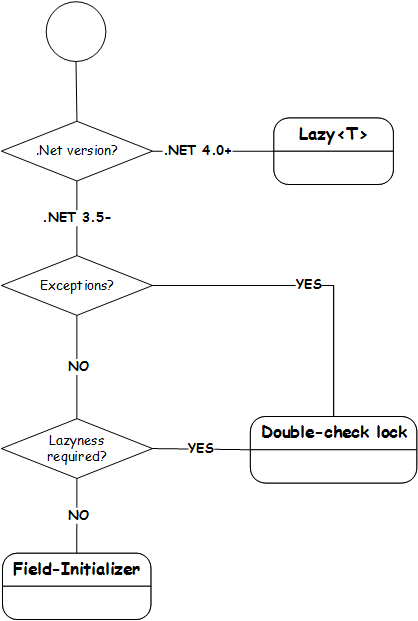 Lazy<T>
.Net version?
.NET 4.0+
.NET 3.5-
Exceptions?
YES
NO
Double-check lock
Lazyness
required?
YES
NO
Field-Initializer